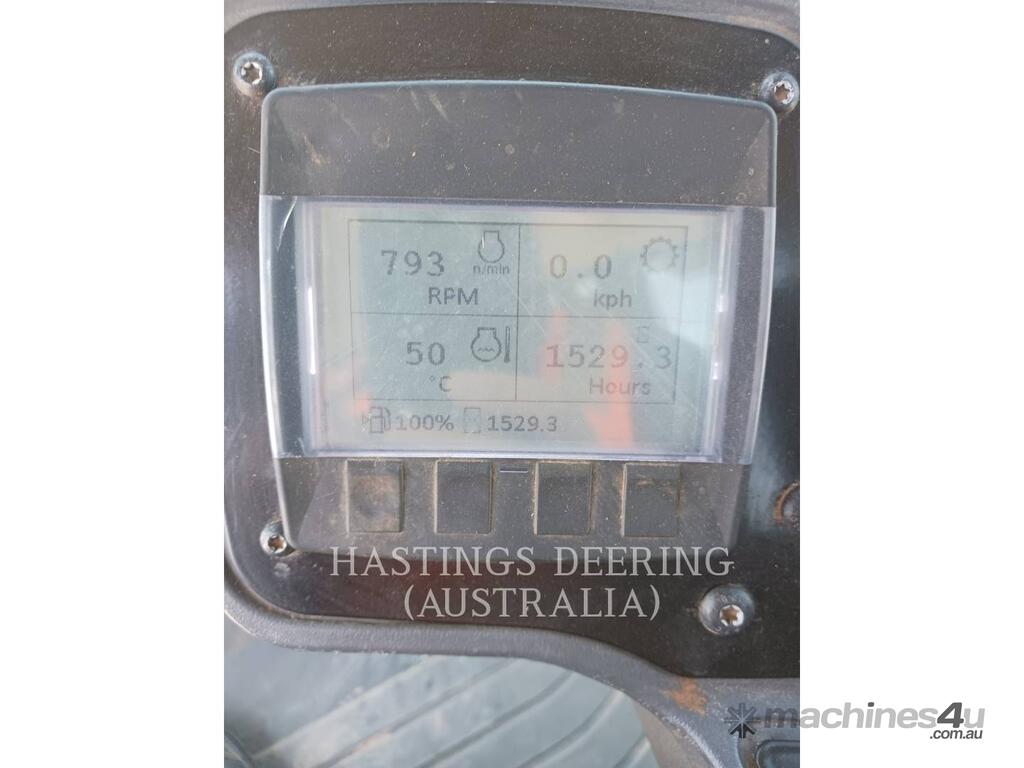 793 n/min
RPM
0.0
kph
50
°C
1529.3
Hours
100% 1529.3
HASTINGS DEERING
(AUSTRALIA)
machines4u
.com.au